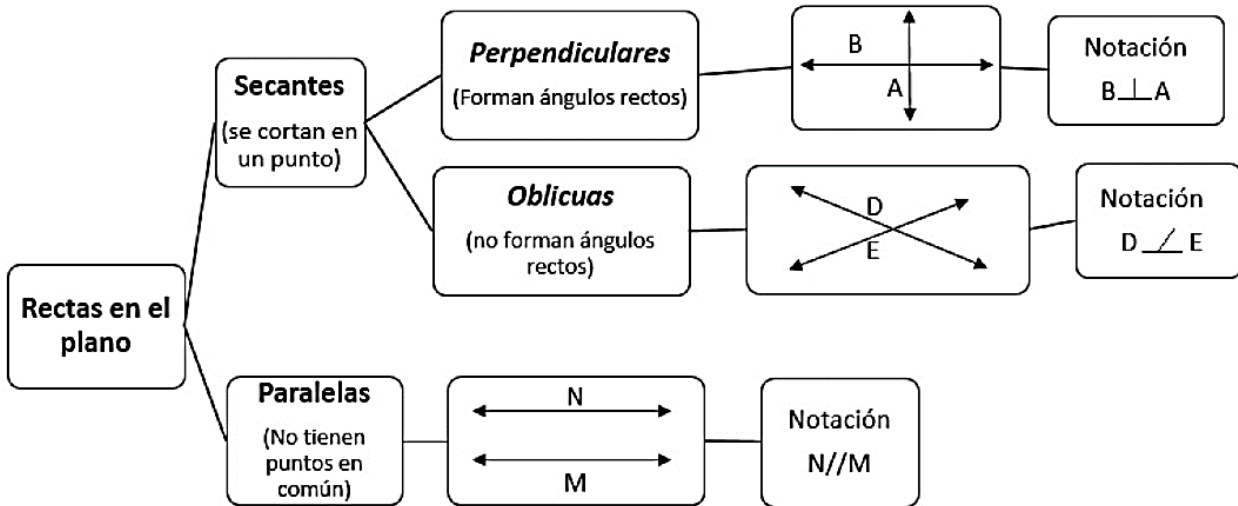 Rectas en el
plano
Secantes
(se cortan en
un punto)
Perpendiculares
(Forman ángulos rectos)
B
A
Notación
B⊥A
Oblicuas
(no forman ángulos
rectos)
D
E
Notación
D ∠ E
Paralelas
(No tienen
puntos en
común)
N
M
Notación
N//M